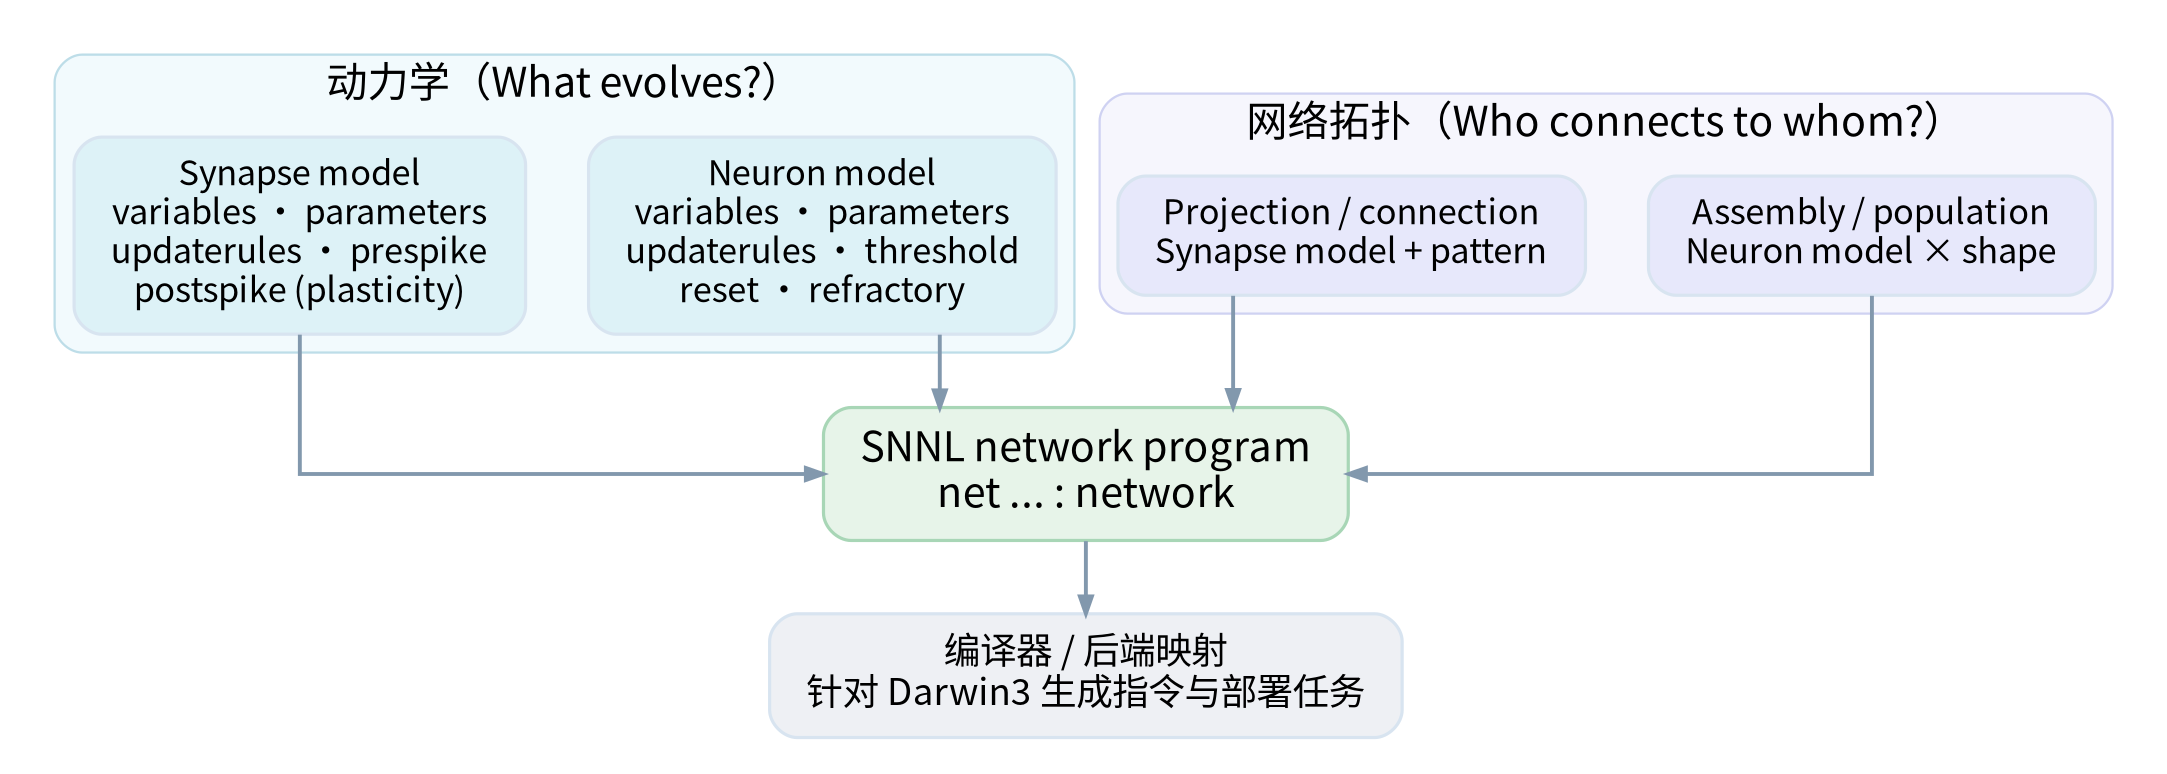 动力学（What evolves?）
Synapse model
variables • parameters
updaterules • prespike
postspike (plasticity)
Neuron model
variables • parameters
updaterules • threshold
reset • refractory
网络拓扑（Who connects to whom?）
Projection / connection
Synapse model + pattern
Assembly / population
Neuron model × shape
SNNL network program
net ... : network
编译器 / 后端映射
针对 Darwin3 生成指令与部署任务